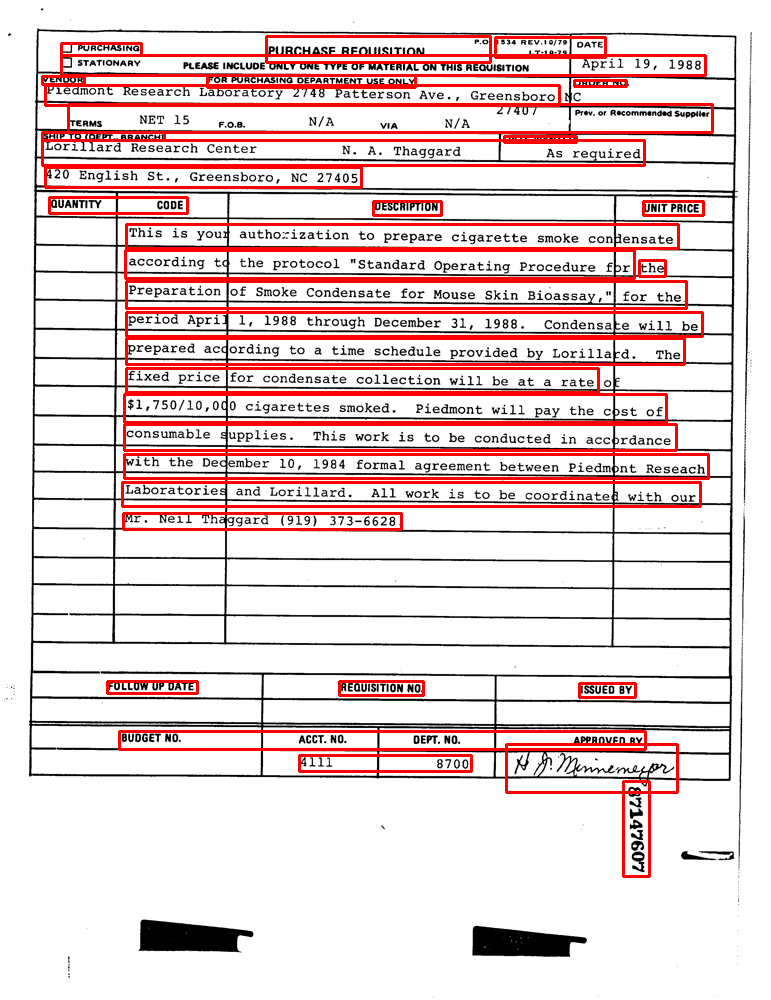 PURCHASING PURCHASE REQUISITION P.O 1534 REV.10/79 DATE
LT-10-79
STATIONARY PLEASE INCLUDE ONLY ONE TYPE OF MATERIAL ON THIS REQUISITION April 19, 1988
VENDOR FOR PURCHASING DEPARTMENT USE ONLY ORDER NO.
Piedmont Research Laboratory 2748 Patterson Ave., Greensboro NC
27407 Prev. or Recommended Supplier
TERMS NET 15 F.O.B. N/A VIA N/A
SHIP TO (DEPT., BRANCH)
Lorillard Research Center N. A. Thaggard As required
420 English St., Greensboro, NC 27405
QUANTITY CODE DESCRIPTION UNIT PRICE
This is your authorization to prepare cigarette smoke condensate
according to the protocol "Standard Operating Procedure for the
Preparation of Smoke Condensate for Mouse Skin Bioassay," for the
period April 1, 1988 through December 31, 1988. Condensate will be
prepared according to a time schedule provided by Lorillard. The
fixed price for condensate collection will be at a rate of
$1,750/10,000 cigarettes smoked. Piedmont will pay the cost of
consumable supplies. This work is to be conducted in accordance
with the December 10, 1984 formal agreement between Piedmont Reseach
Laboratories and Lorillard. All work is to be coordinated with our
Mr. Neil Thaggard (919) 373-6628
FOLLOW UP DATE REQUISITION NO. ISSUED BY
BUDGET NO. ACCT. NO. DEPT. NO. APPROVED BY
4111 8700 H J. Minnemeyer
87147607